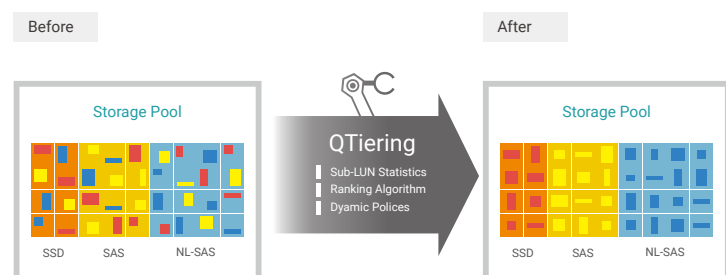 Before
After
Storage Pool
QTiering
Sub-LUN Statistics
Ranking Algorithm
Dyamic Polices
Storage Pool
SSD
SAS
NL-SAS
SSD
SAS
NL-SAS